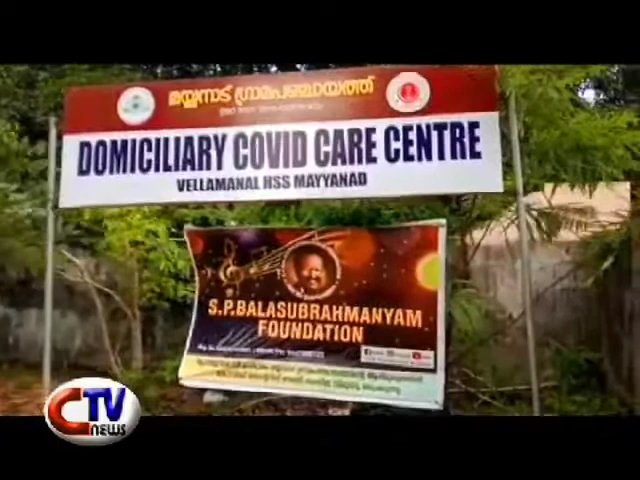 മയ്യനാട് ഗ്രാമപഞ്ചായത്ത്
DOMICILIARY COVID CARE CENTRE
VELLAMANAL HSS MAYYANAD
S.P.BALASUBRAHMANYAM
FOUNDATION
CTV
NEWS